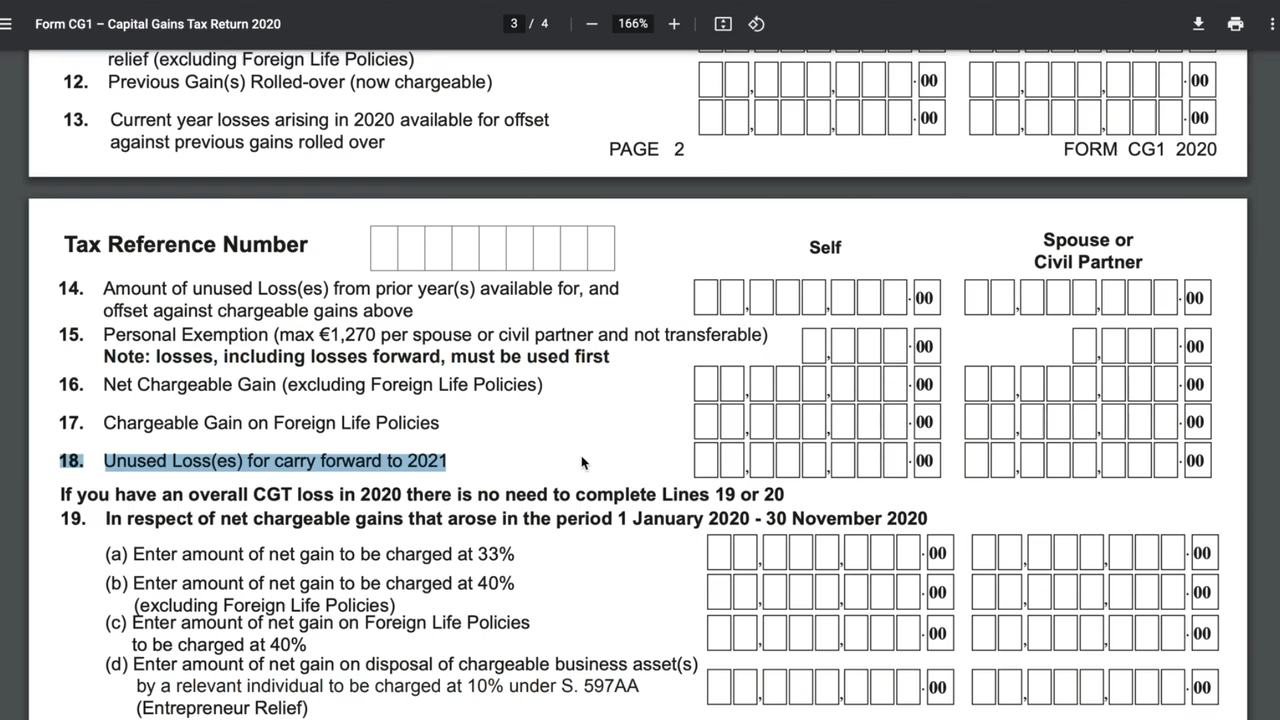 Form CG1 – Capital Gains Tax Return 2020
3 / 4
166%
relief (excluding Foreign Life Policies)
12. Previous Gain(s) Rolled-over (now chargeable) , , .00 , , .00
13. Current year losses arising in 2020 available for offset , , .00 , , .00
against previous gains rolled over
PAGE 2
FORM CG1 2020
Tax Reference Number
Self
Spouse or
Civil Partner
14. Amount of unused Loss(es) from prior year(s) available for, and , , .00 , , .00
offset against chargeable gains above
15. Personal Exemption (max €1,270 per spouse or civil partner and not transferable) , .00 , .00
Note: losses, including losses forward, must be used first
16. Net Chargeable Gain (excluding Foreign Life Policies) , , .00 , , .00
17. Chargeable Gain on Foreign Life Policies , , .00 , , .00
18. Unused Loss(es) for carry forward to 2021 , , .00 , , .00
If you have an overall CGT loss in 2020 there is no need to complete Lines 19 or 20
19. In respect of net chargeable gains that arose in the period 1 January 2020 - 30 November 2020
(a) Enter amount of net gain to be charged at 33% , , .00 , , .00
(b) Enter amount of net gain to be charged at 40% , , .00 , , .00
(excluding Foreign Life Policies)
(c) Enter amount of net gain on Foreign Life Policies , , .00 , , .00
to be charged at 40%
(d) Enter amount of net gain on disposal of chargeable business asset(s)
by a relevant individual to be charged at 10% under S. 597AA , , .00 , , .00
(Entrepreneur Relief)